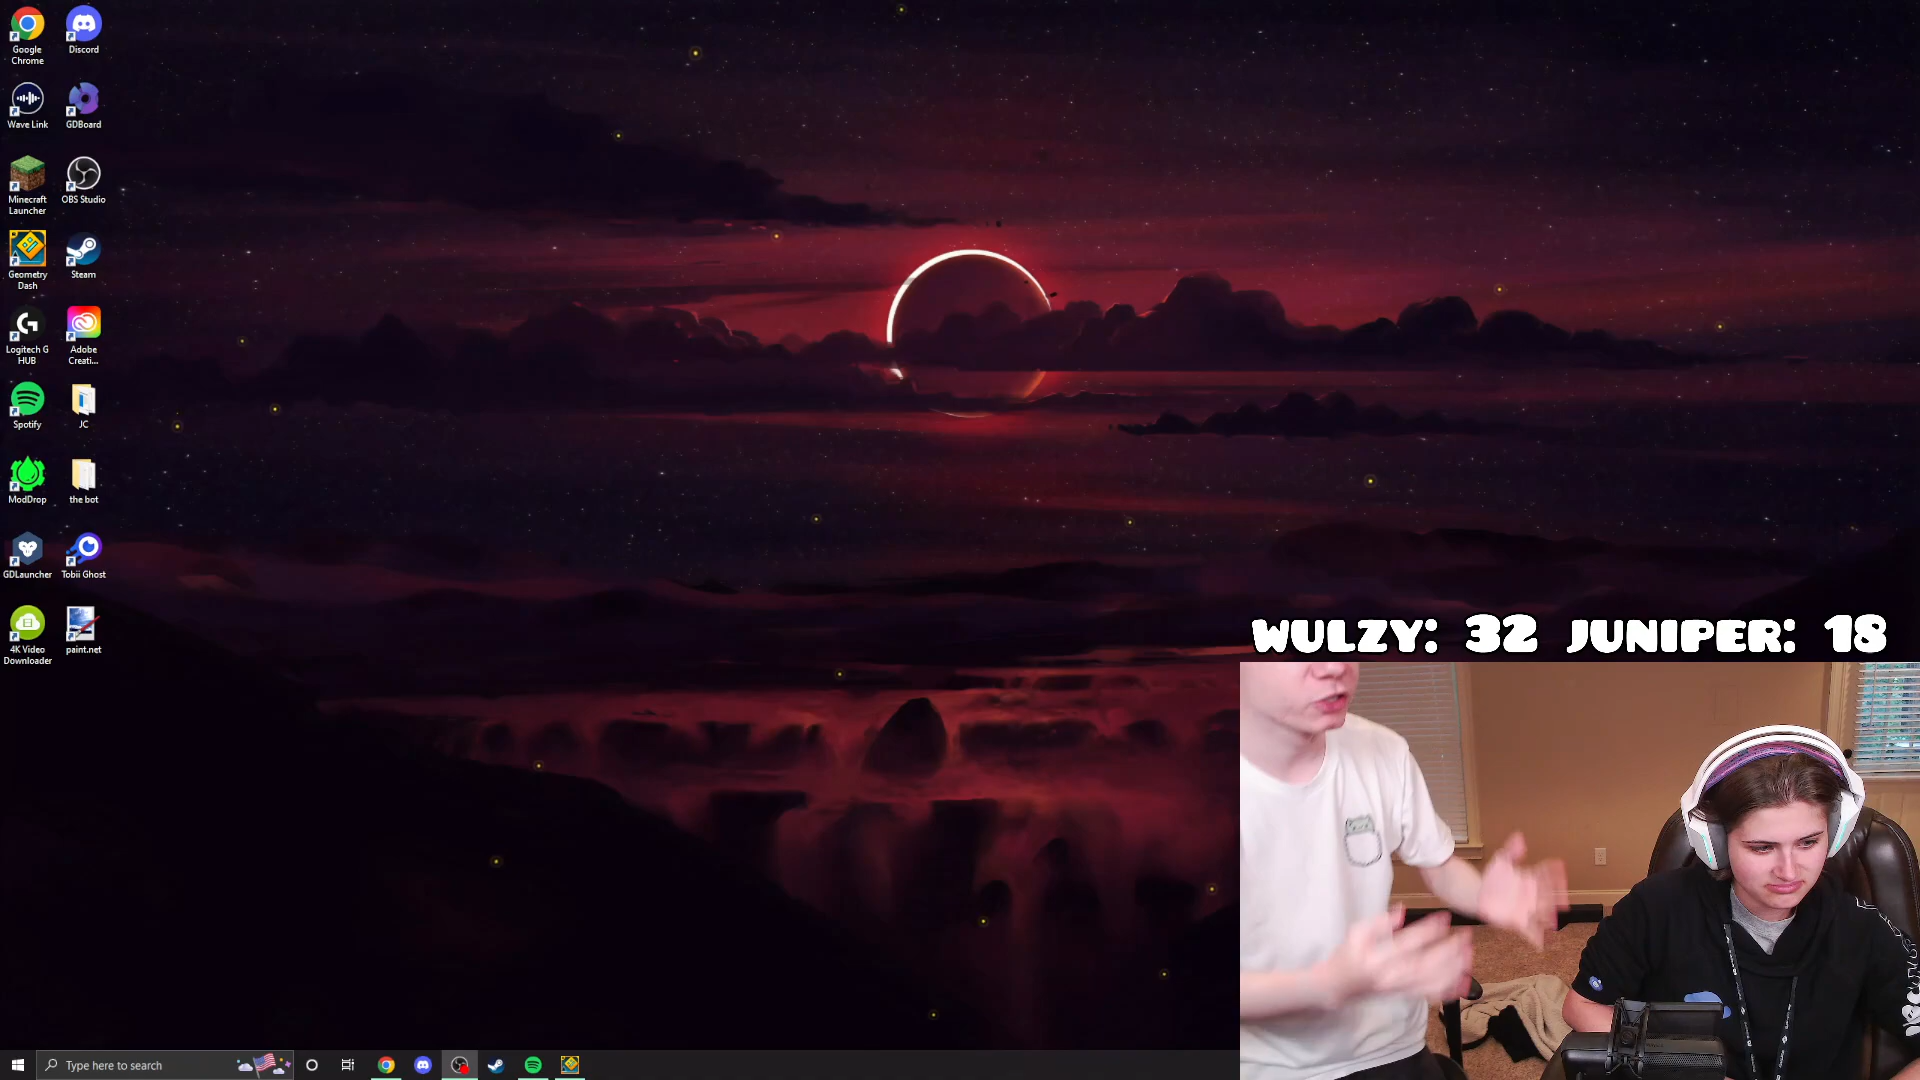 Google
Chrome
Discord
Wave Link
GDBoard
Minecraft
Launcher
OBS Studio
Geometry
Dash
Steam
Logitech G
HUB
Adobe
Creati...
Spotify
JC
ModDrop
the bot
GDLauncher
Tobii Ghost
4K Video
Downloader
paint.net
WULZY: 32 JUNIPER: 18
Type here to search